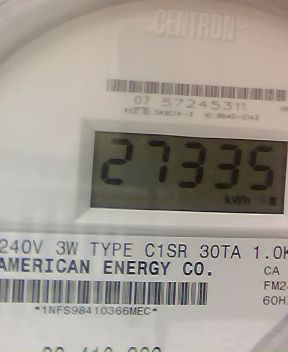 CENTRON®
07 57245311
27335
kWh
240V 3W TYPE C1SR 30TA 1.0K
AMERICAN ENERGY CO.
CA
FM2
60H
*1NFS98410366MEC*